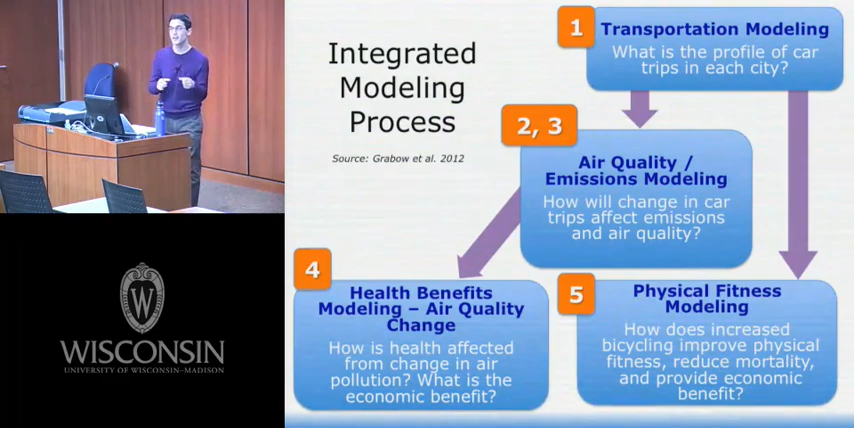 Integrated
Modeling
Process
Source: Grabow et al. 2012
1
Transportation Modeling
What is the profile of car
trips in each city?
2, 3
Air Quality /
Emissions Modeling
How will change in car
trips affect emissions
and air quality?
4
Health Benefits
Modeling – Air Quality
Change
How is health affected
from change in air
pollution? What is the
economic benefit?
5
Physical Fitness
Modeling
How does increased
bicycling improve physical
fitness, reduce mortality,
and provide economic
benefit?
W
WISCONSIN
UNIVERSITY OF WISCONSIN–MADISON